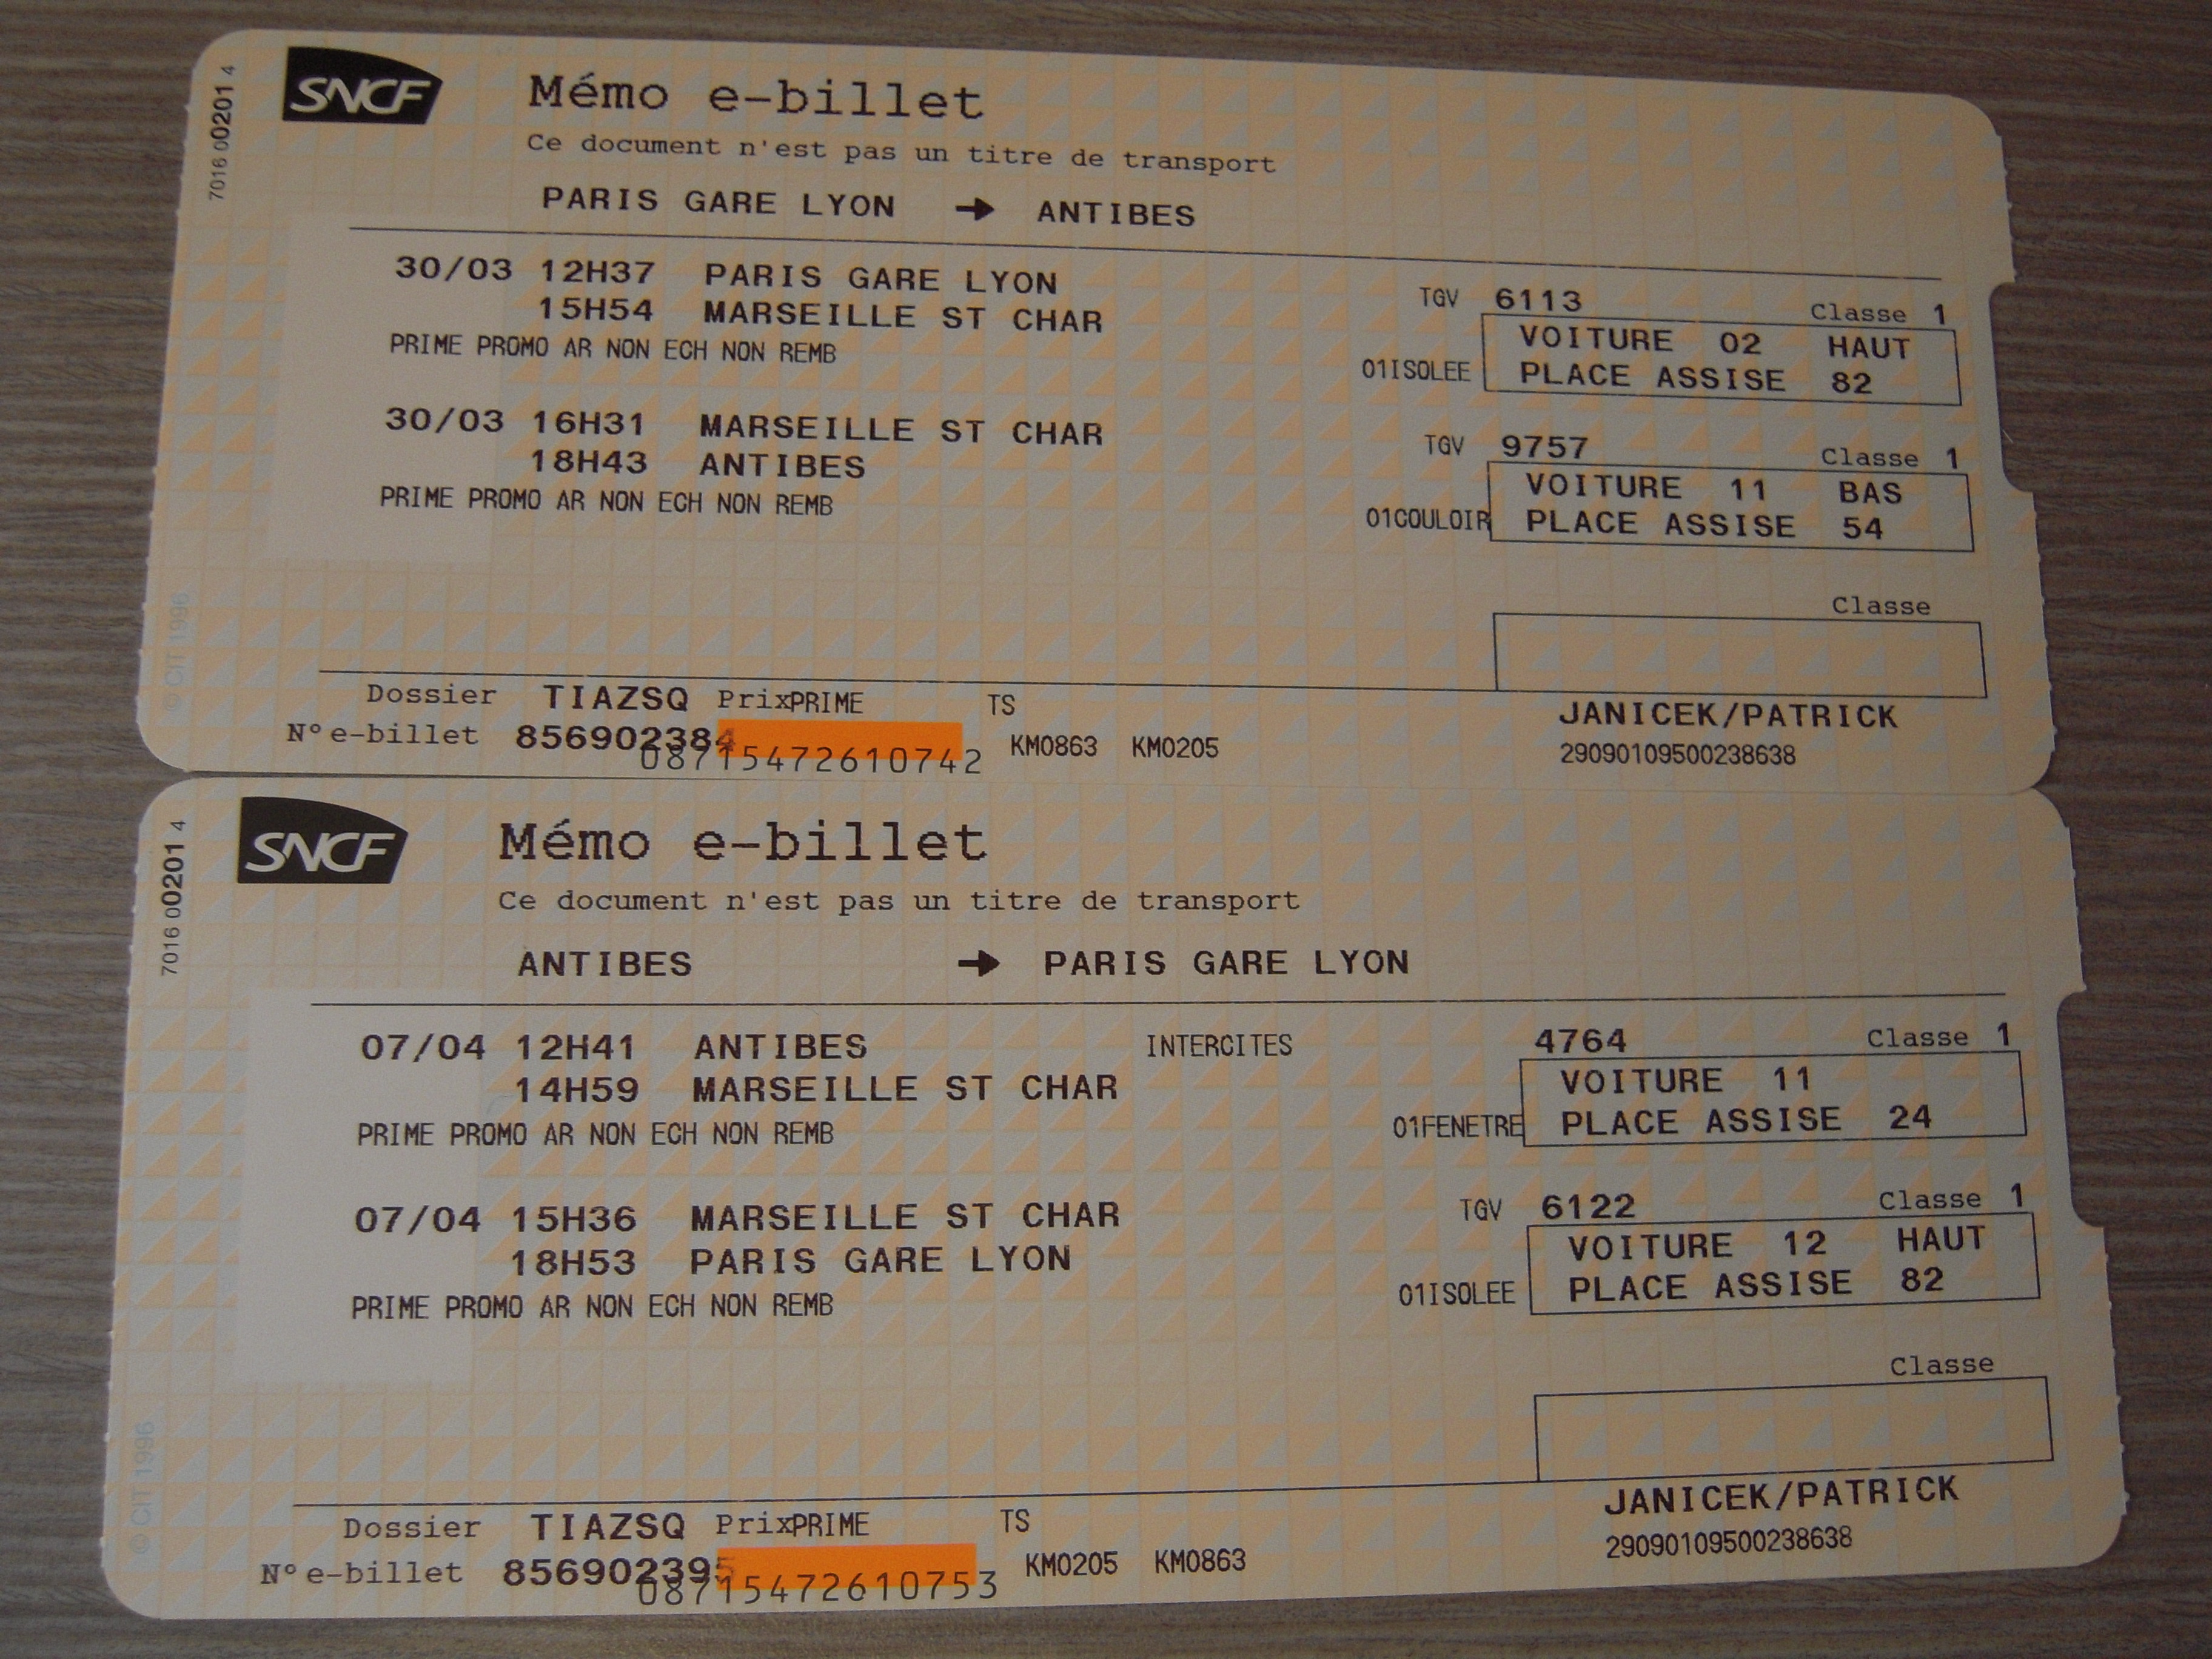 7016 00201 4
SNCF
Mémo e-billet
Ce document n'est pas un titre de transport
PARIS GARE LYON → ANTIBES
30/03 12H37 PARIS GARE LYON TGV 6113 Classe 1
15H54 MARSEILLE ST CHAR VOITURE 02 HAUT
PRIME PROMO AR NON ECH NON REMB 01ISOLEE PLACE ASSISE 82
30/03 16H31 MARSEILLE ST CHAR TGV 9757 Classe 1
18H43 ANTIBES VOITURE 11 BAS
PRIME PROMO AR NON ECH NON REMB 01COULOIR PLACE ASSISE 54
Classe
© CIT 1996
Dossier TIAZSQ PrixPRIME TS JANICEK/PATRICK
N° e-billet 856902384 KM0863 KM0205 29090109500238638
08715472610742
7016 00201 4
SNCF
Mémo e-billet
Ce document n'est pas un titre de transport
ANTIBES → PARIS GARE LYON
07/04 12H41 ANTIBES INTERCITES 4764 Classe 1
14H59 MARSEILLE ST CHAR VOITURE 11
PRIME PROMO AR NON ECH NON REMB 01FENETRE PLACE ASSISE 24
07/04 15H36 MARSEILLE ST CHAR TGV 6122 Classe 1
18H53 PARIS GARE LYON VOITURE 12 HAUT
PRIME PROMO AR NON ECH NON REMB 01ISOLEE PLACE ASSISE 82
Classe
© CIT 1996
Dossier TIAZSQ PrixPRIME TS JANICEK/PATRICK
N° e-billet 856902395 KM0205 KM0863 29090109500238638
08715472610753